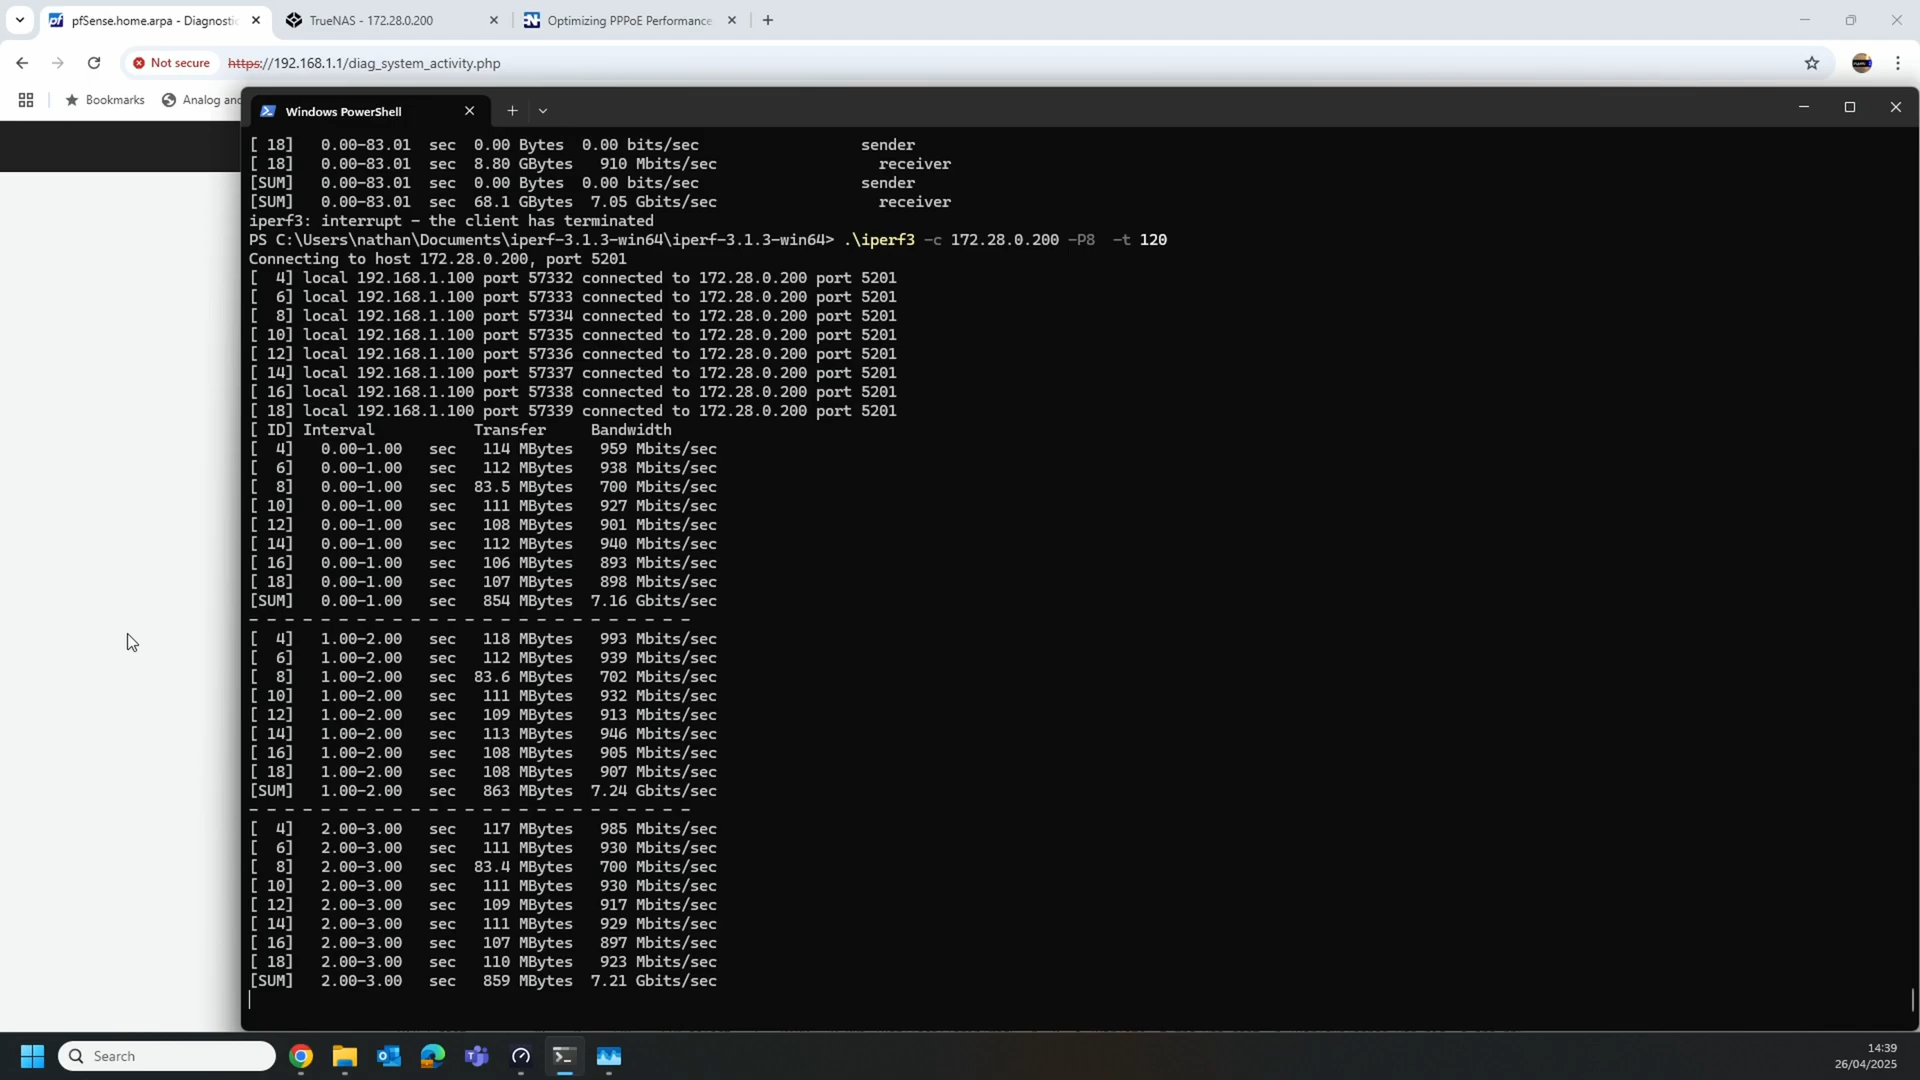 pfSense.home.arpa - Diagnostic
TrueNAS - 172.28.0.200
Optimizing PPPoE Performance
Not secure
https://192.168.1.1/diag_system_activity.php
Bookmarks
Analog and
Windows PowerShell
[ 18] 0.00-83.01 sec 0.00 Bytes 0.00 bits/sec sender
[ 18] 0.00-83.01 sec 8.80 GBytes 910 Mbits/sec receiver
[SUM] 0.00-83.01 sec 0.00 Bytes 0.00 bits/sec sender
[SUM] 0.00-83.01 sec 68.1 GBytes 7.05 Gbits/sec receiver
iperf3: interrupt - the client has terminated
PS C:\Users\nathan\Documents\iperf-3.1.3-win64\iperf-3.1.3-win64> .\iperf3 -c 172.28.0.200 -P8 -t 120
Connecting to host 172.28.0.200, port 5201
[ 4] local 192.168.1.100 port 57332 connected to 172.28.0.200 port 5201
[ 6] local 192.168.1.100 port 57333 connected to 172.28.0.200 port 5201
[ 8] local 192.168.1.100 port 57334 connected to 172.28.0.200 port 5201
[ 10] local 192.168.1.100 port 57335 connected to 172.28.0.200 port 5201
[ 12] local 192.168.1.100 port 57336 connected to 172.28.0.200 port 5201
[ 14] local 192.168.1.100 port 57337 connected to 172.28.0.200 port 5201
[ 16] local 192.168.1.100 port 57338 connected to 172.28.0.200 port 5201
[ 18] local 192.168.1.100 port 57339 connected to 172.28.0.200 port 5201
[ ID] Interval Transfer Bandwidth
[ 4] 0.00-1.00 sec 114 MBytes 959 Mbits/sec
[ 6] 0.00-1.00 sec 112 MBytes 938 Mbits/sec
[ 8] 0.00-1.00 sec 83.5 MBytes 700 Mbits/sec
[ 10] 0.00-1.00 sec 111 MBytes 927 Mbits/sec
[ 12] 0.00-1.00 sec 108 MBytes 901 Mbits/sec
[ 14] 0.00-1.00 sec 112 MBytes 940 Mbits/sec
[ 16] 0.00-1.00 sec 106 MBytes 893 Mbits/sec
[ 18] 0.00-1.00 sec 107 MBytes 898 Mbits/sec
[SUM] 0.00-1.00 sec 854 MBytes 7.16 Gbits/sec
- - - - - - - - - - - - - - - - - - - - - - - - -
[ 4] 1.00-2.00 sec 118 MBytes 993 Mbits/sec
[ 6] 1.00-2.00 sec 112 MBytes 939 Mbits/sec
[ 8] 1.00-2.00 sec 83.6 MBytes 702 Mbits/sec
[ 10] 1.00-2.00 sec 111 MBytes 932 Mbits/sec
[ 12] 1.00-2.00 sec 109 MBytes 913 Mbits/sec
[ 14] 1.00-2.00 sec 113 MBytes 946 Mbits/sec
[ 16] 1.00-2.00 sec 108 MBytes 905 Mbits/sec
[ 18] 1.00-2.00 sec 108 MBytes 907 Mbits/sec
[SUM] 1.00-2.00 sec 863 MBytes 7.24 Gbits/sec
- - - - - - - - - - - - - - - - - - - - - - - - -
[ 4] 2.00-3.00 sec 117 MBytes 985 Mbits/sec
[ 6] 2.00-3.00 sec 111 MBytes 930 Mbits/sec
[ 8] 2.00-3.00 sec 83.4 MBytes 700 Mbits/sec
[ 10] 2.00-3.00 sec 111 MBytes 930 Mbits/sec
[ 12] 2.00-3.00 sec 109 MBytes 917 Mbits/sec
[ 14] 2.00-3.00 sec 111 MBytes 929 Mbits/sec
[ 16] 2.00-3.00 sec 107 MBytes 897 Mbits/sec
[ 18] 2.00-3.00 sec 110 MBytes 923 Mbits/sec
[SUM] 2.00-3.00 sec 859 MBytes 7.21 Gbits/sec
Search
14:39
26/04/2025